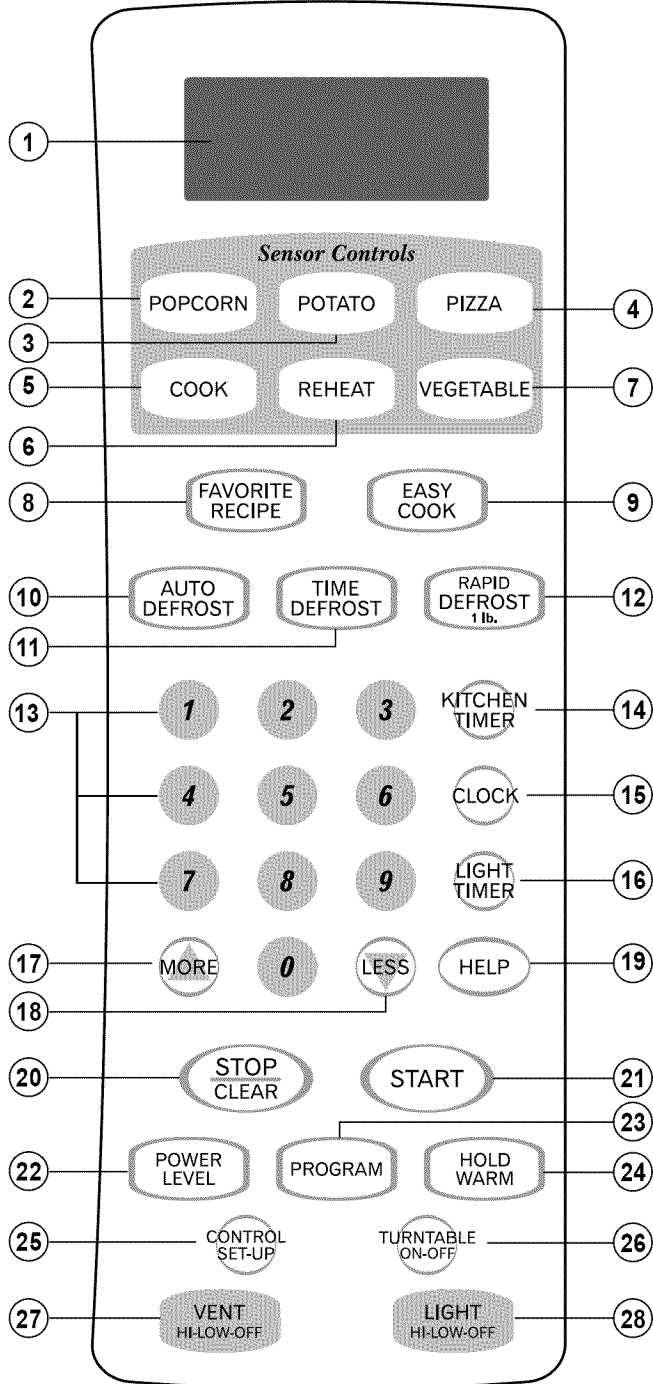 1
Sensor Controls
2 POPCORN POTATO PIZZA 4
3
5 COOK REHEAT VEGETABLE 7
6
8 FAVORITE RECIPE EASY COOK 9
10 AUTO DEFROST TIME DEFROST RAPID DEFROST 1 lb. 12
11
13 1 2 3 KITCHEN TIMER 14
4 5 6 CLOCK 15
7 8 9 LIGHT TIMER 16
17 MORE 0 LESS HELP 19
18
20 STOP CLEAR START 21
23
22 POWER LEVEL PROGRAM HOLD WARM 24
25 CONTROL SET-UP TURNTABLE ON-OFF 26
27 VENT HI-LOW-OFF LIGHT HI-LOW-OFF 28